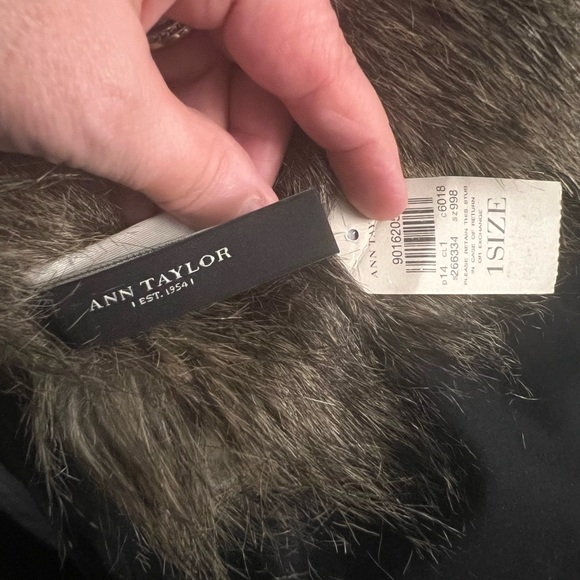 ANN TAYLOR
EST. 1954
ANN TAYLOR
C6018
SZ998
D14 CL1
S266334
PLEASE RETAIN THIS STUB
IN CASE OF RETURN
OR EXCHANGE
1SIZE